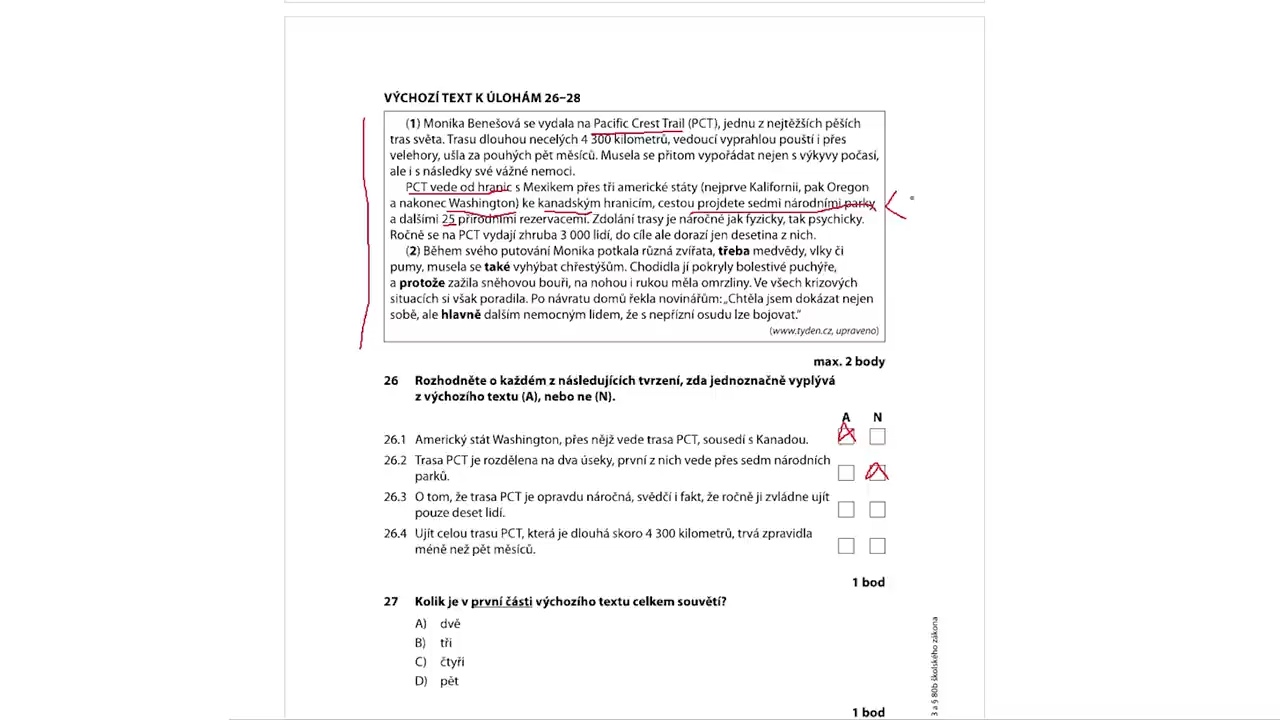 VÝCHOZÍ TEXT K ÚLOHÁM 26–28
(1) Monika Benešová se vydala na Pacific Crest Trail (PCT), jednu z nejtěžších pěších
tras světa. Trasu dlouhou necelých 4 300 kilometrů, vedoucí vyprahlou pouští i přes
velehory, ušla za pouhých pět měsíců. Musela se přitom vypořádat nejen s výkyvy počasí,
ale i s následky své vážné nemoci.
PCT vede od hranic s Mexikem přes tři americké státy (nejprve Kalifornii, pak Oregon
a nakonec Washington) ke kanadským hranicím, cestou projdete sedmi národními parky
a dalšími 25 přírodními rezervacemi. Zdolání trasy je náročné jak fyzicky, tak psychicky.
Ročně se na PCT vydají zhruba 3 000 lidí, do cíle ale dorazí jen desetina z nich.
(2) Během svého putování Monika potkala různá zvířata, třeba medvědy, vlky či
pumy, musela se také vyhýbat chřestýšům. Chodidla jí pokryly bolestivé puchýře,
a protože zažila sněhovou bouři, na nohou i rukou měla omrzliny. Ve všech krizových
situacích si však poradila. Po návratu domů řekla novinářům: „Chtěla jsem dokázat nejen
sobě, ale hlavně dalším nemocným lidem, že s nepřízní osudu lze bojovat.“
(www.tyden.cz, upraveno)
max. 2 body
26 Rozhodněte o každém z následujících tvrzení, zda jednoznačně vyplývá
z výchozího textu (A), nebo ne (N).
A N
26.1 Americký stát Washington, přes nějž vede trasa PCT, sousedí s Kanadou.
26.2 Trasa PCT je rozdělena na dva úseky, první z nich vede přes sedm národních
parků.
26.3 O tom, že trasa PCT je opravdu náročná, svědčí i fakt, že ročně ji zvládne ujít
pouze deset lidí.
26.4 Ujít celou trasu PCT, která je dlouhá skoro 4 300 kilometrů, trvá zpravidla
méně než pět měsíců.
1 bod
27 Kolik je v první části výchozího textu celkem souvětí?
A) dvě
B) tři
C) čtyři
D) pět
1 bod
3 a § 80b školského zákona